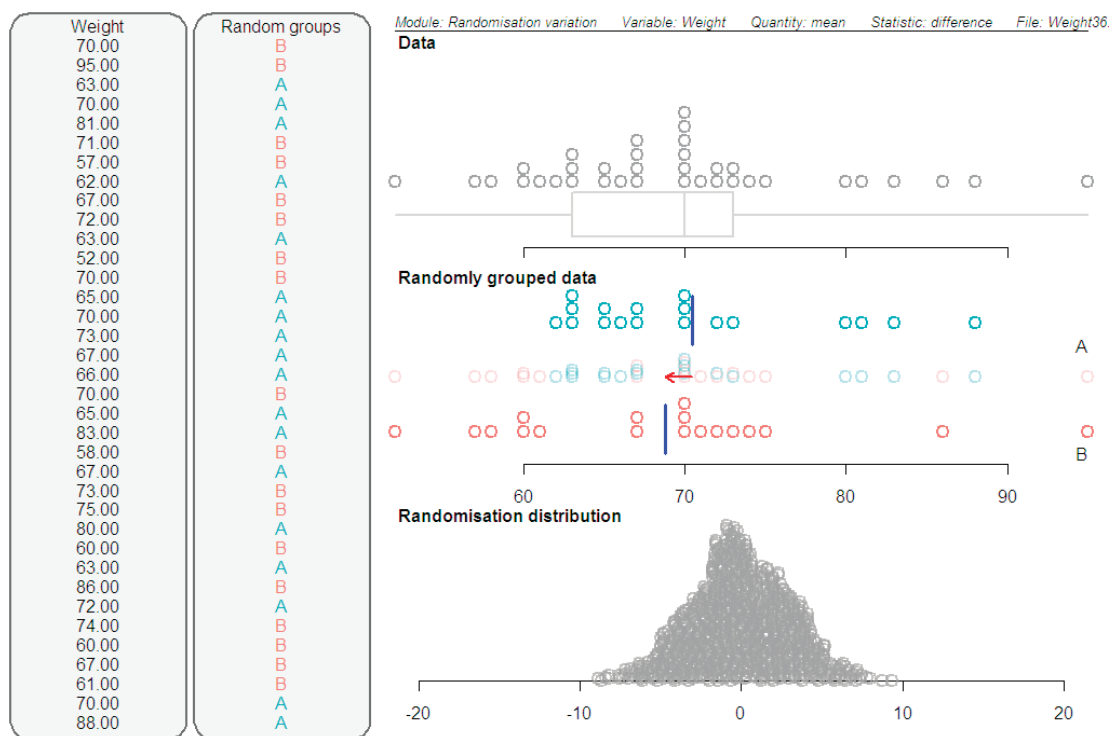 Weight Random groups
70.00 B
95.00 B
63.00 A
70.00 A
81.00 A
71.00 B
57.00 B
62.00 A
67.00 B
72.00 B
63.00 A
52.00 B
70.00 B
65.00 A
70.00 A
73.00 A
67.00 A
66.00 A
70.00 B
65.00 A
83.00 A
58.00 B
67.00 A
73.00 B
75.00 B
80.00 A
60.00 B
63.00 A
86.00 B
72.00 A
74.00 B
60.00 B
67.00 B
61.00 B
70.00 A
88.00 A
Module: Randomisation variation Variable: Weight Quantity: mean Statistic: difference File: Weight36.
Data
Randomly grouped data
A
B
60 70 80 90
Randomisation distribution
-20 -10 0 10 20